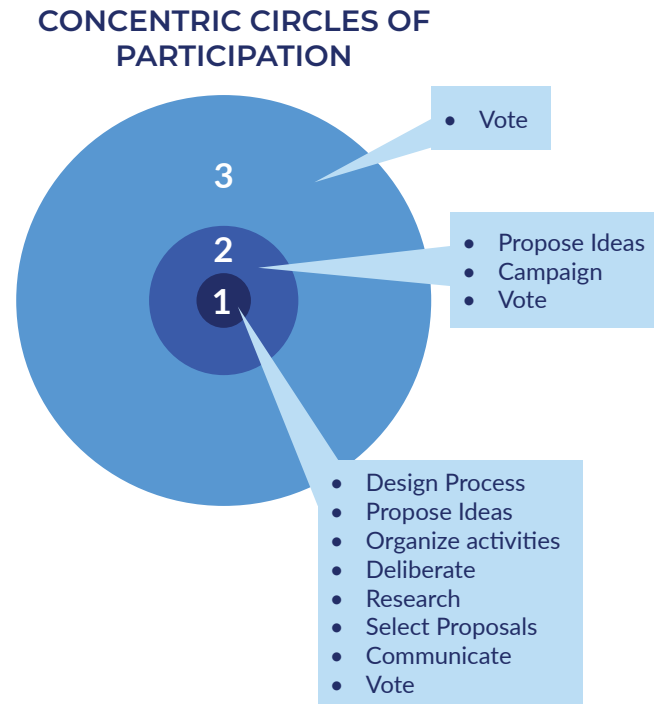 CONCENTRIC CIRCLES OF
PARTICIPATION
• Vote
3
2
• Propose Ideas
• Campaign
• Vote
1
• Design Process
• Propose Ideas
• Organize activities
• Deliberate
• Research
• Select Proposals
• Communicate
• Vote